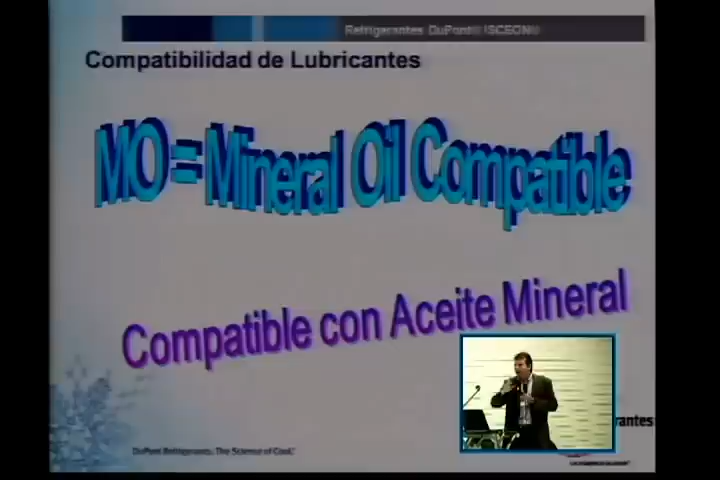 Refrigerantes DuPont® ISCEON®
Compatibilidad de Lubricantes
MO = Mineral Oil Compatible
Compatible con Aceite Mineral
DuPont Refrigerants, The Science of Cool.™